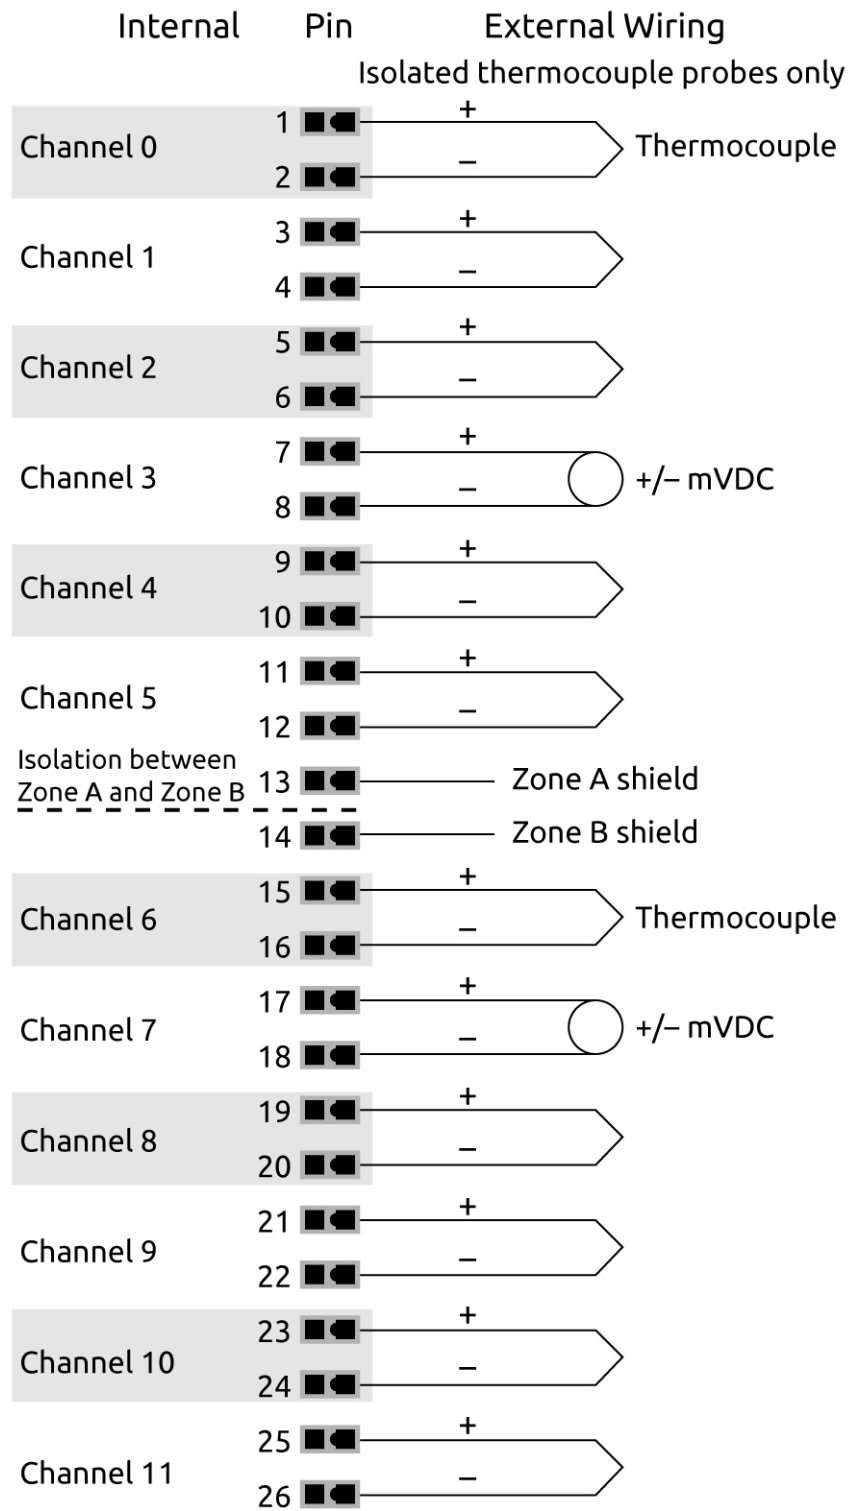 Internal Pin External Wiring
Isolated thermocouple probes only
Channel 0 1 + Thermocouple
2 –
Channel 1 3 +
4 –
Channel 2 5 +
6 –
Channel 3 7 + +/– mVDC
8 –
Channel 4 9 +
10 –
Channel 5 11 +
12 –
Isolation between
Zone A and Zone B 13 Zone A shield
14 Zone B shield
Channel 6 15 + Thermocouple
16 –
Channel 7 17 + +/– mVDC
18 –
Channel 8 19 +
20 –
Channel 9 21 +
22 –
Channel 10 23 +
24 –
Channel 11 25 +
26 –